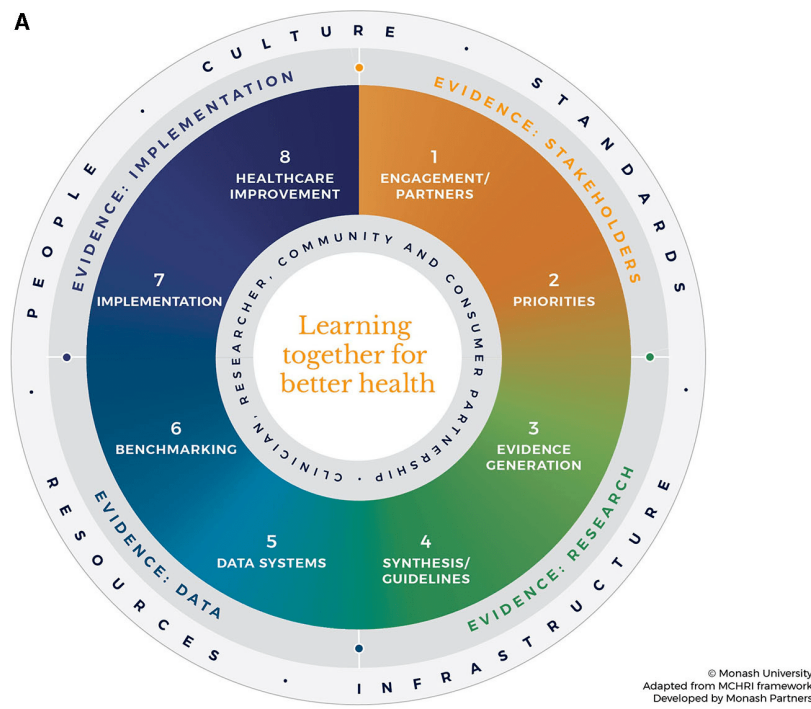 A
PEOPLE · CULTURE · STANDARDS · INFRASTRUCTURE · RESOURCES ·
EVIDENCE: STAKEHOLDERS
EVIDENCE: RESEARCH
EVIDENCE: DATA
EVIDENCE: IMPLEMENTATION
1
ENGAGEMENT/
PARTNERS
2
PRIORITIES
3
EVIDENCE
GENERATION
4
SYNTHESIS/
GUIDELINES
5
DATA SYSTEMS
6
BENCHMARKING
7
IMPLEMENTATION
8
HEALTHCARE
IMPROVEMENT
CLINICIAN, RESEARCHER, COMMUNITY AND CONSUMER PARTNERSHIP ·
Learning
together for
better health
© Monash University
Adapted from MCHRI framework
Developed by Monash Partners